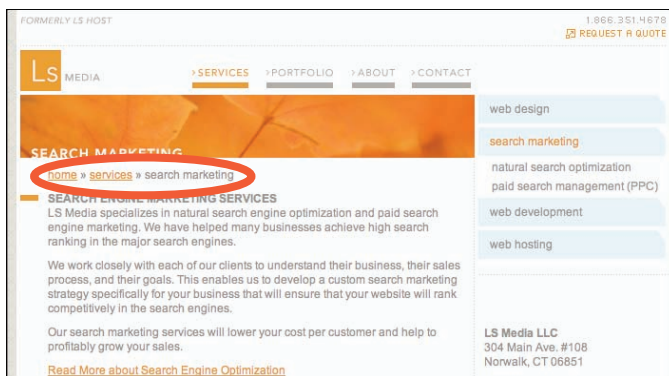 FORMERLY LS HOST
1.866.351.4678
REQUEST A QUOTE
Ls MEDIA
>SERVICES >PORTFOLIO >ABOUT >CONTACT
SEARCH MARKETING
home » services » search marketing
SEARCH ENGINE MARKETING SERVICES
LS Media specializes in natural search engine optimization and paid search
engine marketing. We have helped many businesses achieve high search
ranking in the major search engines.
We work closely with each of our clients to understand their business, their sales
process, and their goals. This enables us to develop a custom search marketing
strategy specifically for your business that will ensure that your website will rank
competitively in the search engines.
Our search marketing services will lower your cost per customer and help to
profitably grow your sales.
Read More about Search Engine Optimization
web design
search marketing
natural search optimization
paid search management (PPC)
web development
web hosting
LS Media LLC
304 Main Ave. #108
Norwalk, CT 06851